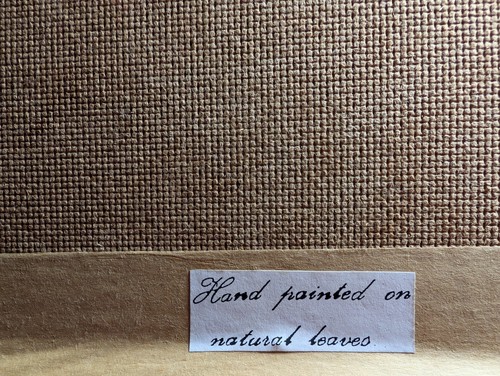 Hand painted on
natural leaves